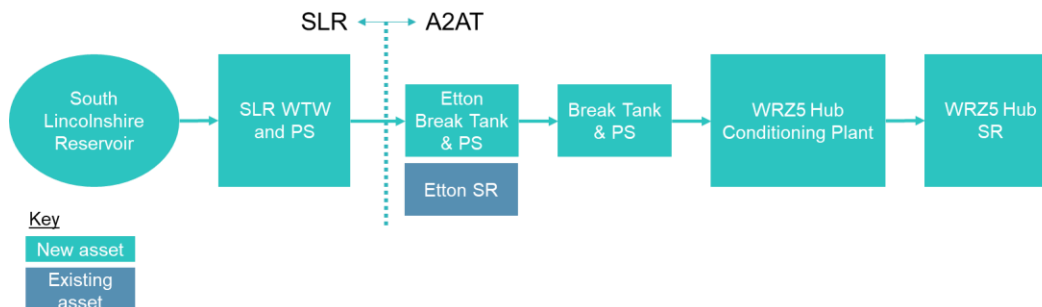 SLR
A2AT
South
Lincolnshire
Reservoir
SLR WTW
and PS
Etton
Break Tank
& PS
Etton SR
Break Tank
& PS
WRZ5 Hub
Conditioning Plant
WRZ5 Hub
SR
Key
New asset
Existing
asset